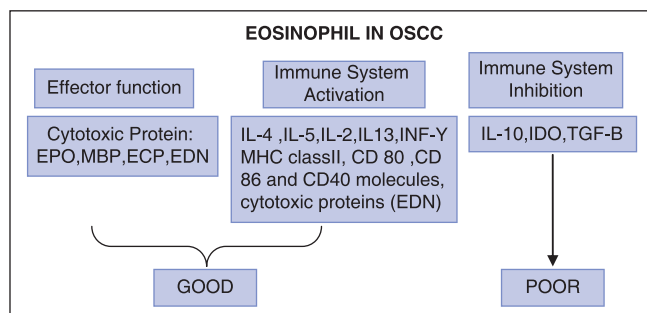 EOSINOPHIL IN OSCC
Effector function
Cytotoxic Protein:
EPO,MBP,ECP,EDN
Immune System
Activation
IL-4 ,IL-5,IL-2,IL13,INF-Y
MHC classII, CD 80 ,CD
86 and CD40 molecules,
cytotoxic proteins (EDN)
Immune System
Inhibition
IL-10,IDO,TGF-B
GOOD
POOR